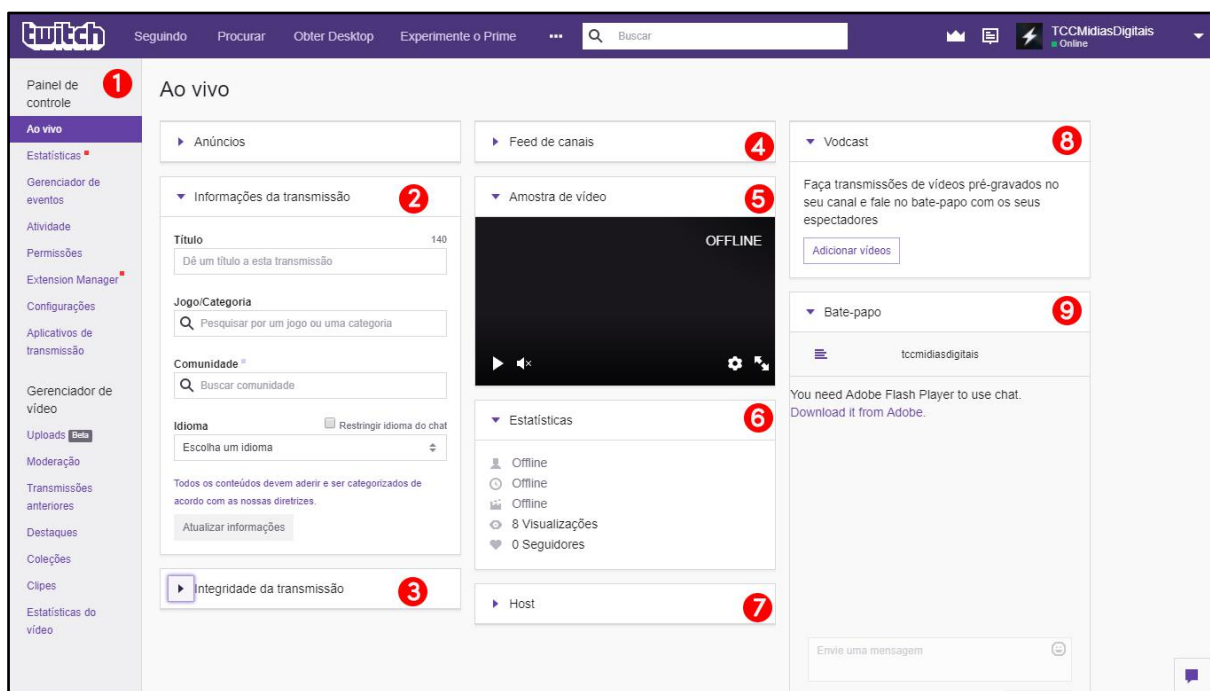 twitch
Seguindo
Procurar
Obter Desktop
Experimente o Prime
Buscar
TCCMidiasDigitais
Online
Painel de
controle
1
Ao vivo
Estatísticas
Gerenciador de
eventos
Atividade
Permissões
Extension Manager
Configurações
Aplicativos de
transmissão
Gerenciador de
vídeo
Uploads Beta
Moderação
Transmissões
anteriores
Destaques
Coleções
Clipes
Estatísticas do
vídeo
Ao vivo
Anúncios
Informações da transmissão
2
Título
140
Dê um título a esta transmissão
Jogo/Categoria
Pesquisar por um jogo ou uma categoria
Comunidade
Buscar comunidade
Idioma
Restringir idioma do chat
Escolha um idioma
Todos os conteúdos devem aderir e ser categorizados de
acordo com as nossas diretrizes.
Atualizar informações
Integridade da transmissão
3
Feed de canais
4
Amostra de vídeo
5
OFFLINE
Estatísticas
6
Offline
Offline
Offline
8 Visualizações
0 Seguidores
Host
7
Vodcast
8
Faça transmissões de vídeos pré-gravados no
seu canal e fale no bate-papo com os seus
espectadores
Adicionar vídeos
Bate-papo
9
tccmidiasdigitais
You need Adobe Flash Player to use chat.
Download it from Adobe.
Envie uma mensagem